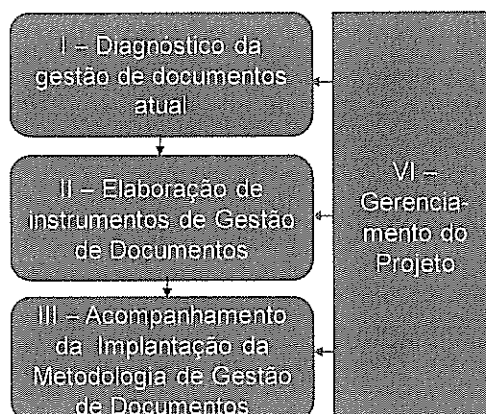 I – Diagnóstico da
gestão de documentos
atual
II – Elaboração de
instrumentos de Gestão
de Documentos
III – Acompanhamento
da Implantação da
Metodologia de Gestão
de Documentos
VI –
Gerencia-
mento do
Projeto